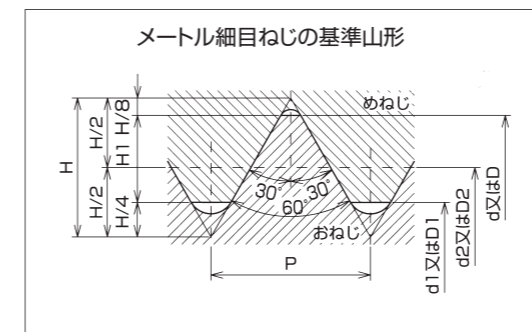 メートル細目ねじの基準山形
めねじ
H
H/2
H/2
H/8
H1
H/4
30°
30°
60°
おねじ
P
d1又はD1
d2又はD2
d又はD